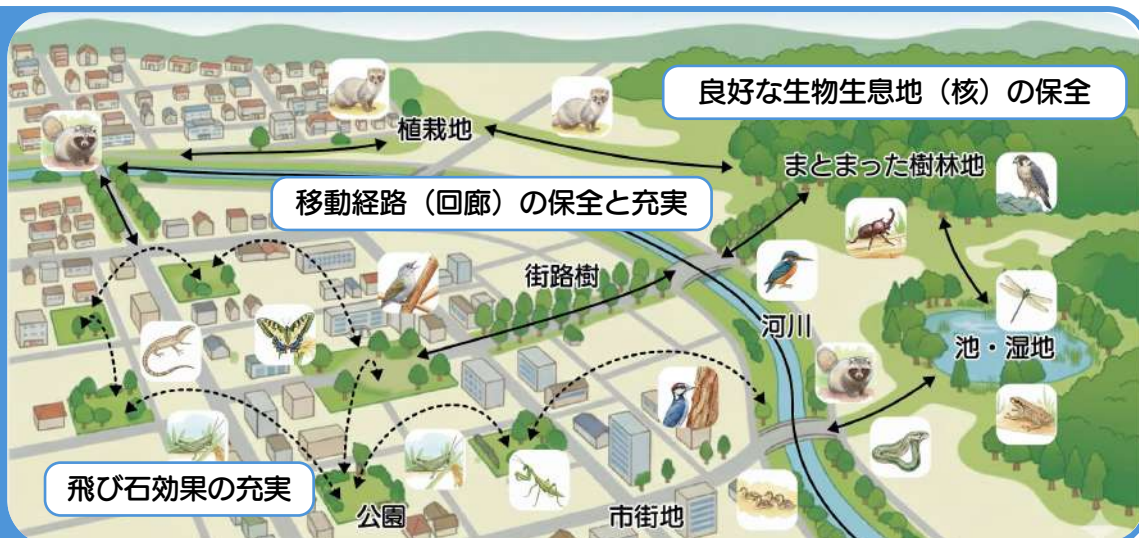 良好な生物生息地（核）の保全
植栽地
まとまった樹林地
移動経路（回廊）の保全と充実
街路樹
河川
池・湿地
飛び石効果の充実
公園
市街地